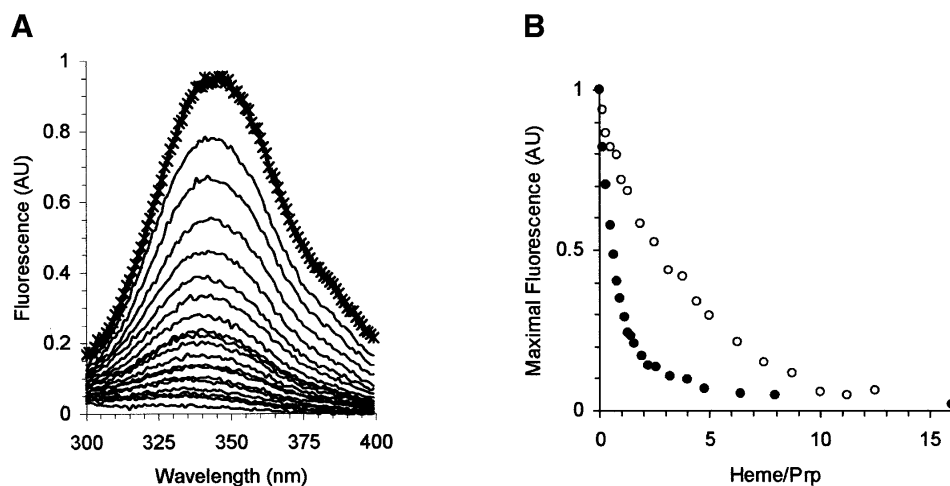 A
Fluorescence (AU)
1
0.8
0.6
0.4
0.2
0
300 325 350 375 400
Wavelength (nm)
B
Maximal Fluorescence (AU)
1
0.5
0
0 5 10 15
Heme/Prp